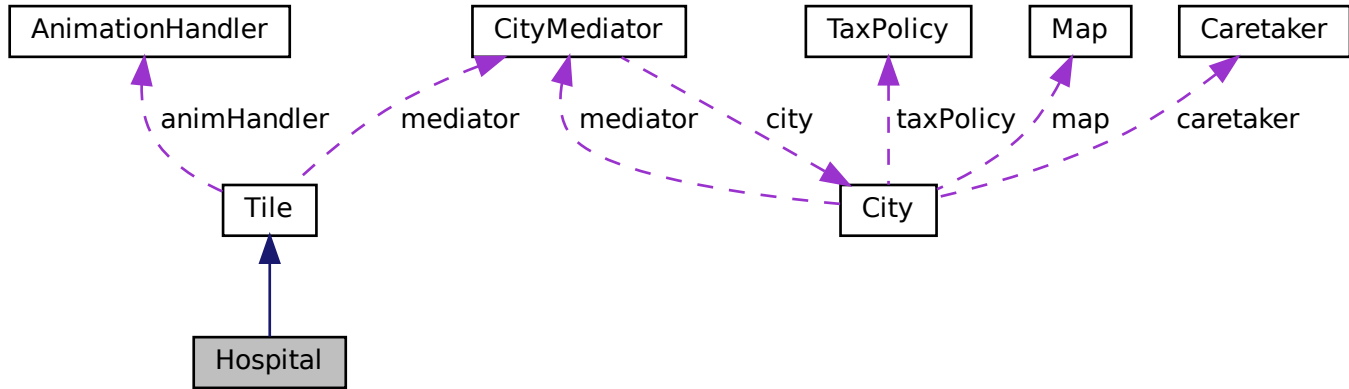 AnimationHandler
CityMediator
TaxPolicy
Map
Caretaker
animHandler
mediator
mediator
city
taxPolicy
map
caretaker
Tile
City
Hospital